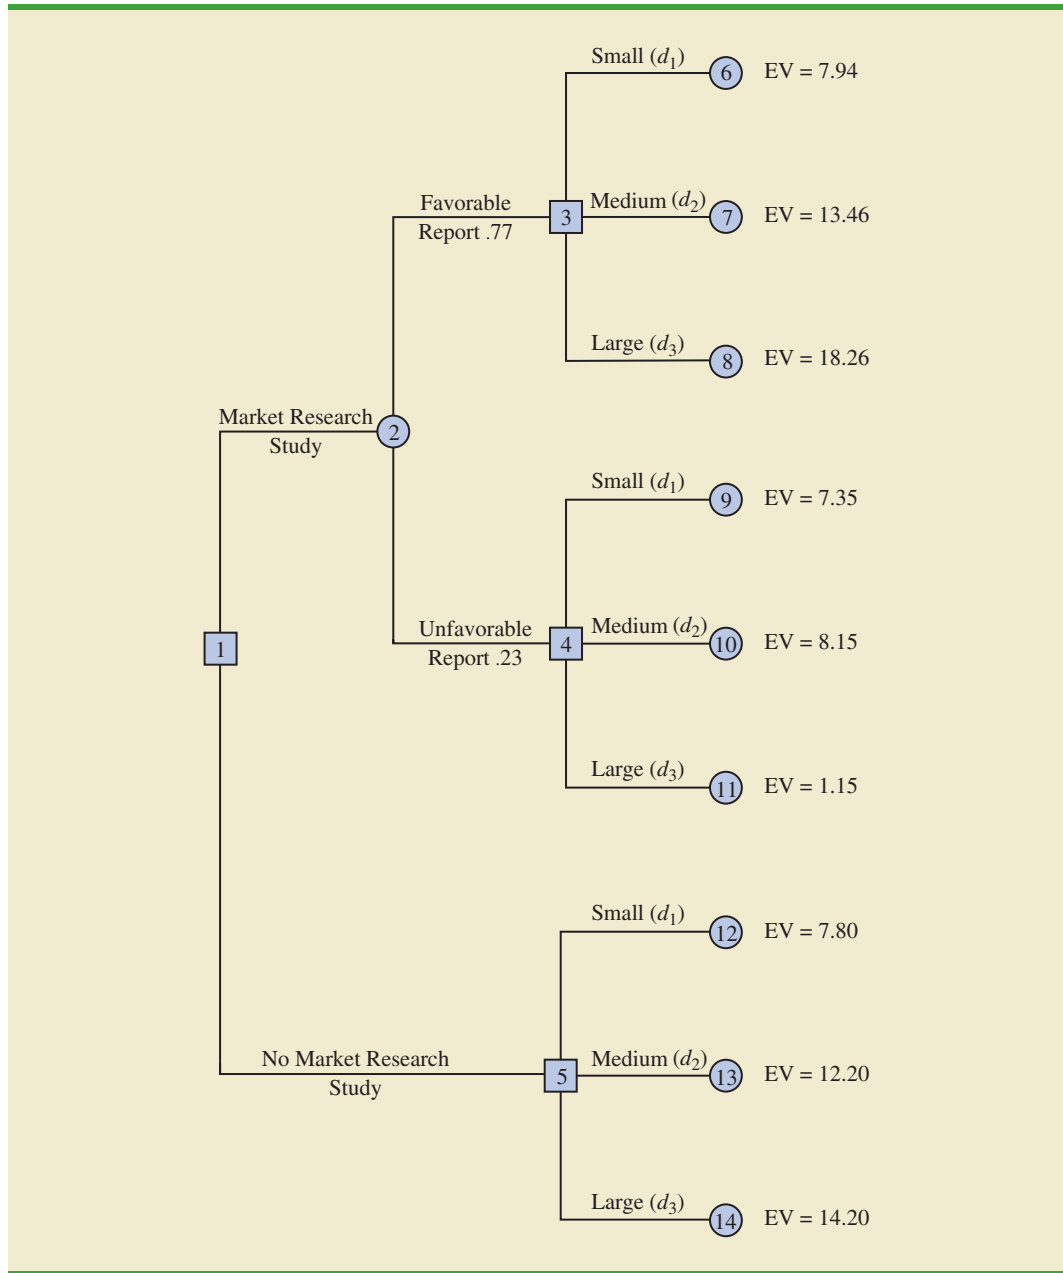 Small (d1)
6
EV = 7.94
Favorable
Report .77
3
Medium (d2)
7
EV = 13.46
Large (d3)
8
EV = 18.26
Market Research
Study
2
Small (d1)
9
EV = 7.35
Unfavorable
Report .23
4
Medium (d2)
10
EV = 8.15
1
Large (d3)
11
EV = 1.15
Small (d1)
12
EV = 7.80
No Market Research
Study
5
Medium (d2)
13
EV = 12.20
Large (d3)
14
EV = 14.20